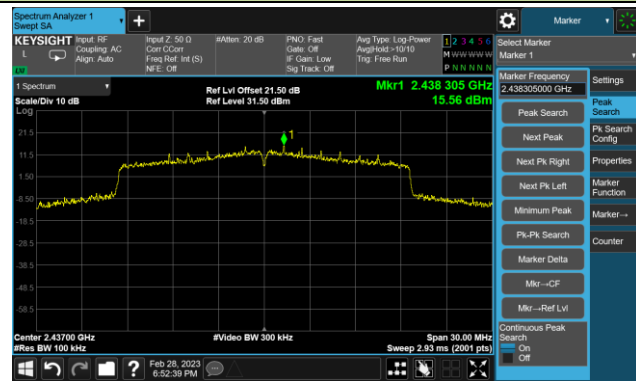 Spectrum Analyzer 1
Swept SA
Marker
KEYSIGHT
L
Input: RF
Coupling: AC
Align: Auto
Input Z: 50 Ω
Corr CCorr
Freq Ref: Int (S)
NFE: Off
#Atten: 20 dB
PNO: Fast
Gate: Off
IF Gain: Low
Sig Track: Off
Avg Type: Log-Power
Avg|Hold:>10/10
Trig: Free Run
1 2 3 4 5 6
M W W W W W
P N N N N N
Select Marker
Marker 1
1 Spectrum
Scale/Div 10 dB
Log
Ref Lvl Offset 21.50 dB
Ref Level 31.50 dBm
Mkr1 2.438 305 GHz
15.56 dBm
21.5
11.5
1.50
-8.50
-18.5
-28.5
-38.5
-48.5
-58.5
1
Center 2.43700 GHz
#Res BW 100 kHz
#Video BW 300 kHz
Span 30.00 MHz
Sweep 2.93 ms (2001 pts)
Marker Frequency
2.438305000 GHz
Peak Search
Next Peak
Next Pk Right
Next Pk Left
Minimum Peak
Pk-Pk Search
Marker Delta
Mkr→CF
Mkr→Ref Lvl
Continuous Peak
Search
On
Off
Settings
Peak
Search
Pk Search
Config
Properties
Marker
Function
Marker→
Counter
Feb 28, 2023
6:52:39 PM